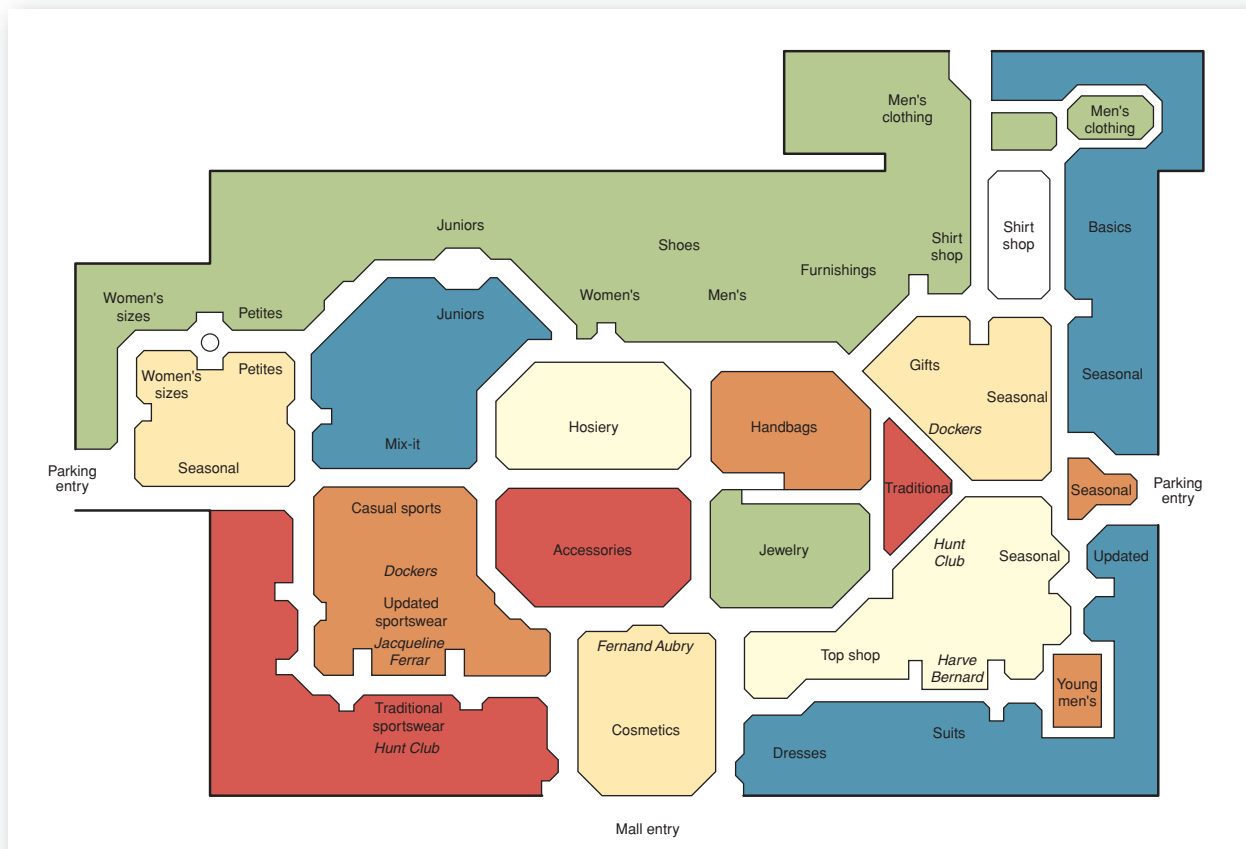 Men's
clothing
Men's
clothing
Juniors
Shoes
Shirt
shop
Shirt
shop
Basics
Furnishings
Women's
sizes
Petites
Women's
Men's
Juniors
Women's
sizes
Petites
Gifts
Seasonal
Seasonal
Dockers
Hosiery
Handbags
Mix-it
Seasonal
Parking
entry
Traditional
Seasonal
Parking
entry
Casual sports
Dockers
Updated
sportswear
Jacqueline
Ferrar
Accessories
Jewelry
Hunt
Club
Seasonal
Updated
Fernand Aubry
Top shop
Harve
Bernard
Young
men's
Traditional
sportswear
Hunt Club
Cosmetics
Dresses
Suits
Mall entry